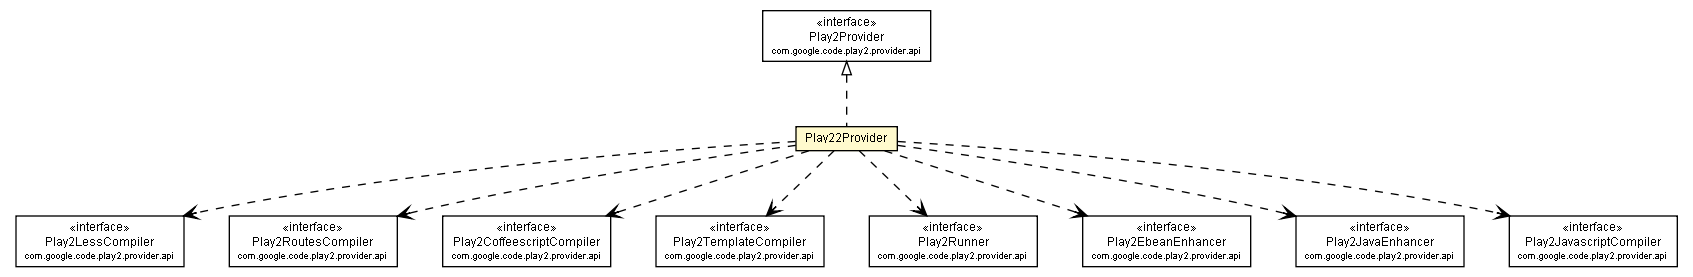 «interface»
Play2Provider
com.google.code.play2.provider.api
Play22Provider
«interface»
Play2LessCompiler
com.google.code.play2.provider.api
«interface»
Play2RoutesCompiler
com.google.code.play2.provider.api
«interface»
Play2CoffeescriptCompiler
com.google.code.play2.provider.api
«interface»
Play2TemplateCompiler
com.google.code.play2.provider.api
«interface»
Play2Runner
com.google.code.play2.provider.api
«interface»
Play2EbeanEnhancer
com.google.code.play2.provider.api
«interface»
Play2JavaEnhancer
com.google.code.play2.provider.api
«interface»
Play2JavascriptCompiler
com.google.code.play2.provider.api